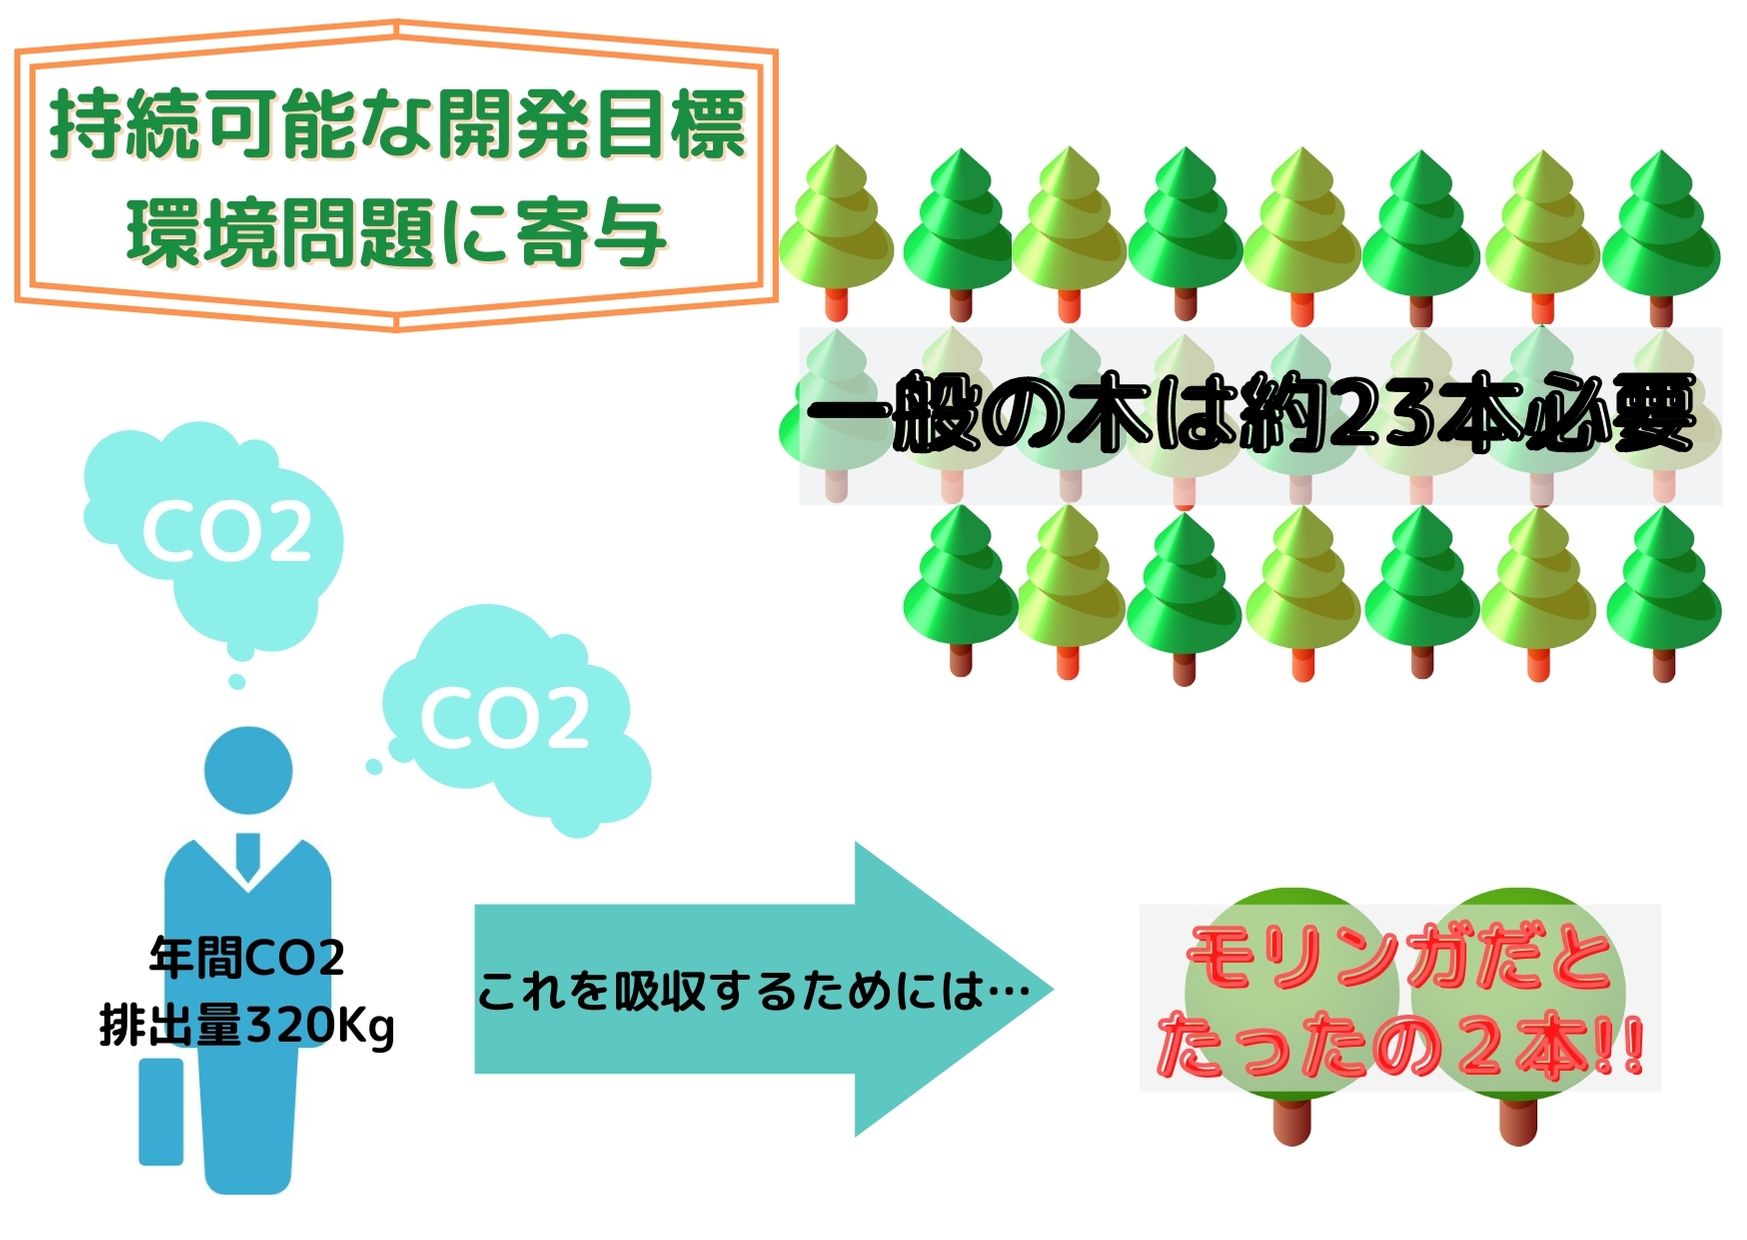 持続可能な開発目標
環境問題に寄与
一般の木は約23本必要
CO2
CO2
年間CO2
排出量320Kg
これを吸収するためには…
モリンガだと
たったの２本!!